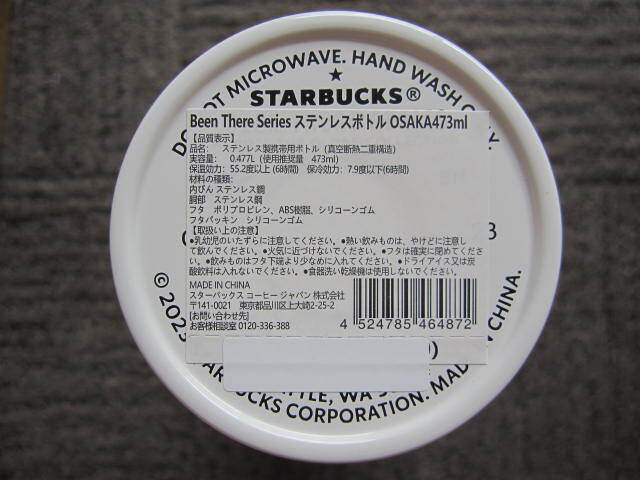 DO NOT MICROWAVE. HAND WASH ONLY.
★
STARBUCKS®
Been There Series ステンレスボトル OSAKA473ml
【品質表示】
品名: ステンレス製携帯用ボトル (真空断熱二重構造)
実容量: 0.477L (使用推奨量 473ml)
保温効力: 55.2度以上(6時間) 保冷効力: 7.9度以下(6時間)
材料の種類:
内びん ステンレス鋼
胴部 ステンレス鋼
フタ ポリプロピレン、ABS樹脂、シリコーンゴム
フタパッキン シリコーンゴム
【取扱い上の注意】
●乳幼児のいたずらに注意してください。●熱い飲みものは、やけどに注意し
て飲んでください。●火気に近づけないでください。●フタは確実に閉めてくださ
い。●飲みものはフタ下端より少なめに入れてください。●ドライアイス又は炭
酸飲料は入れないでください。●食器洗い乾燥機は使用しないでください。
MADE IN CHINA
スターバックス コーヒー ジャパン 株式会社
〒141-0021 東京都品川区上大崎2-25-2
[お問い合わせ先]
お客様相談室 0120-336-388
4 524785 464872
© 202
TTLE, WA
STARBUCKS CORPORATION. MADE IN CHINA.